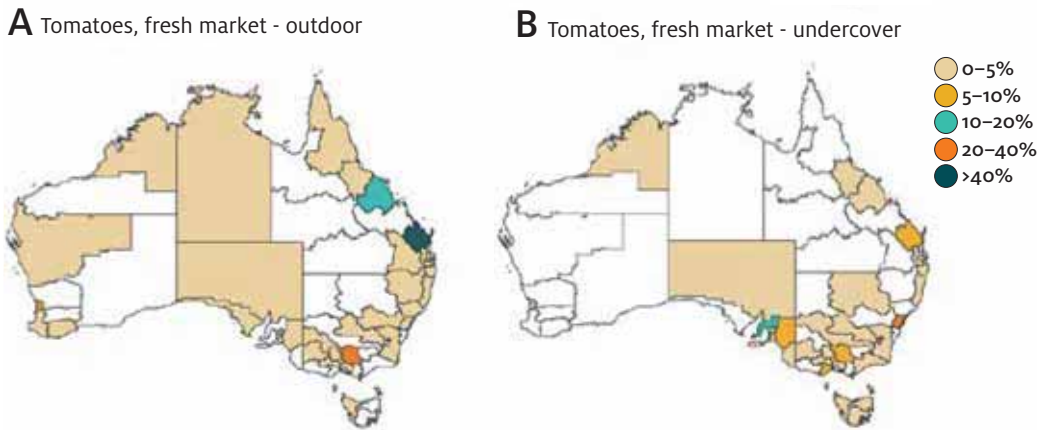 A Tomatoes, fresh market - outdoor
B Tomatoes, fresh market - undercover
0–5%
5–10%
10–20%
20–40%
>40%